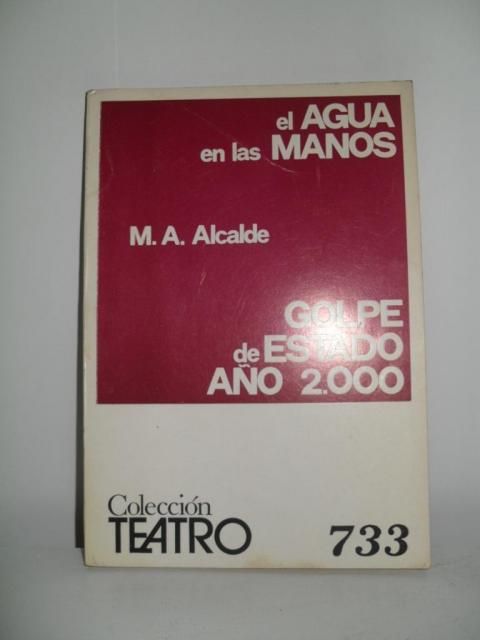 el AGUA
en las MANOS
M. A. Alcalde
GOLPE
de ESTADO
AÑO 2.000
Colección
TEATRO
733